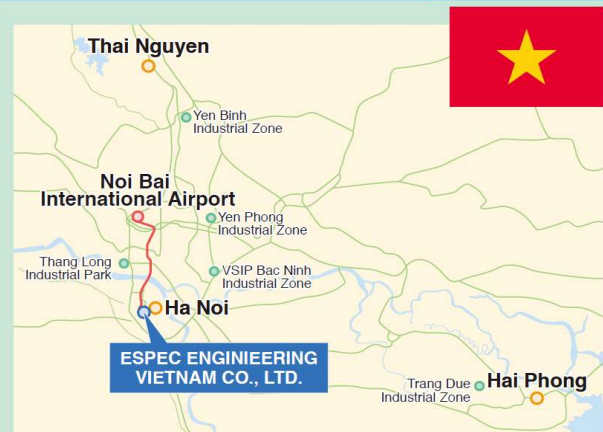 Thai Nguyen
Yen Binh
Industrial Zone
Noi Bai
International Airport
Yen Phong
Industrial Zone
Thang Long
Industrial Park
VSIP Bac Ninh
Industrial Zone
Ha Noi
ESPEC ENGINIEERING
VIETNAM CO., LTD.
Trang Due
Industrial Zone
Hai Phong